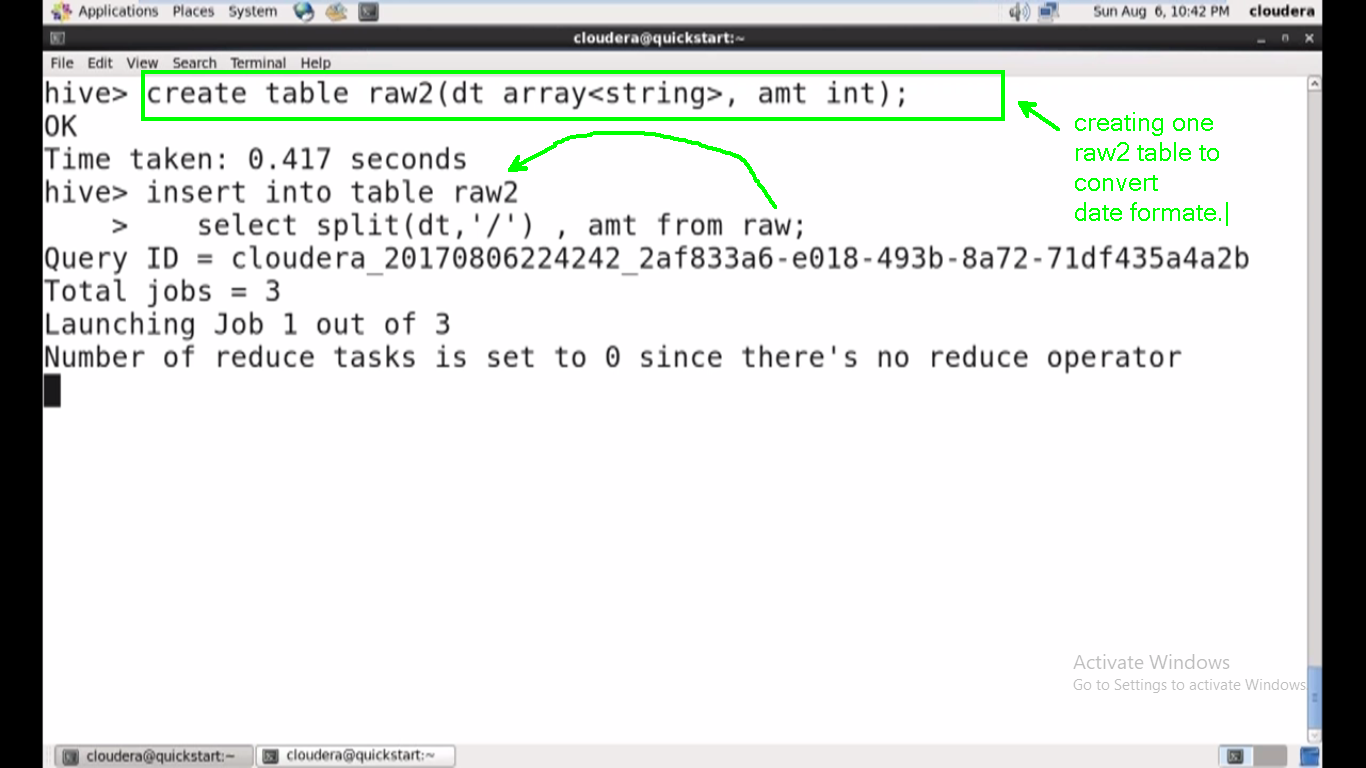 Applications Places System Sun Aug 6, 10:42 PM cloudera
cloudera@quickstart:~
File Edit View Search Terminal Help
hive> create table raw2(dt array<string>, amt int);
OK
Time taken: 0.417 seconds
hive> insert into table raw2
    >    select split(dt,'/') , amt from raw;
Query ID = cloudera_20170806224242_2af833a6-e018-493b-8a72-71df435a4a2b
Total jobs = 3
Launching Job 1 out of 3
Number of reduce tasks is set to 0 since there's no reduce operator
creating one
raw2 table to
convert
date formate.
Activate Windows
Go to Settings to activate Windows
cloudera@quickstart:~ cloudera@quickstart:~